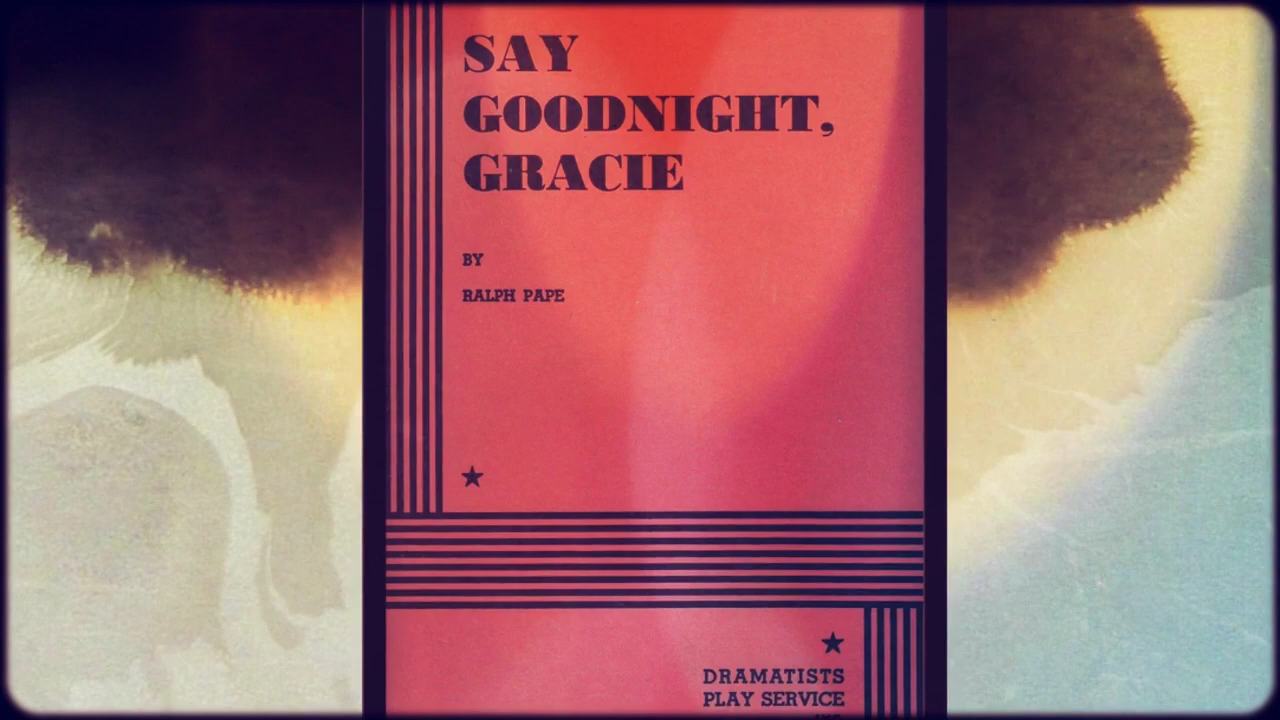 SAY
GOODNIGHT,
GRACIE
BY
RALPH PAPE
DRAMATISTS
PLAY SERVICE